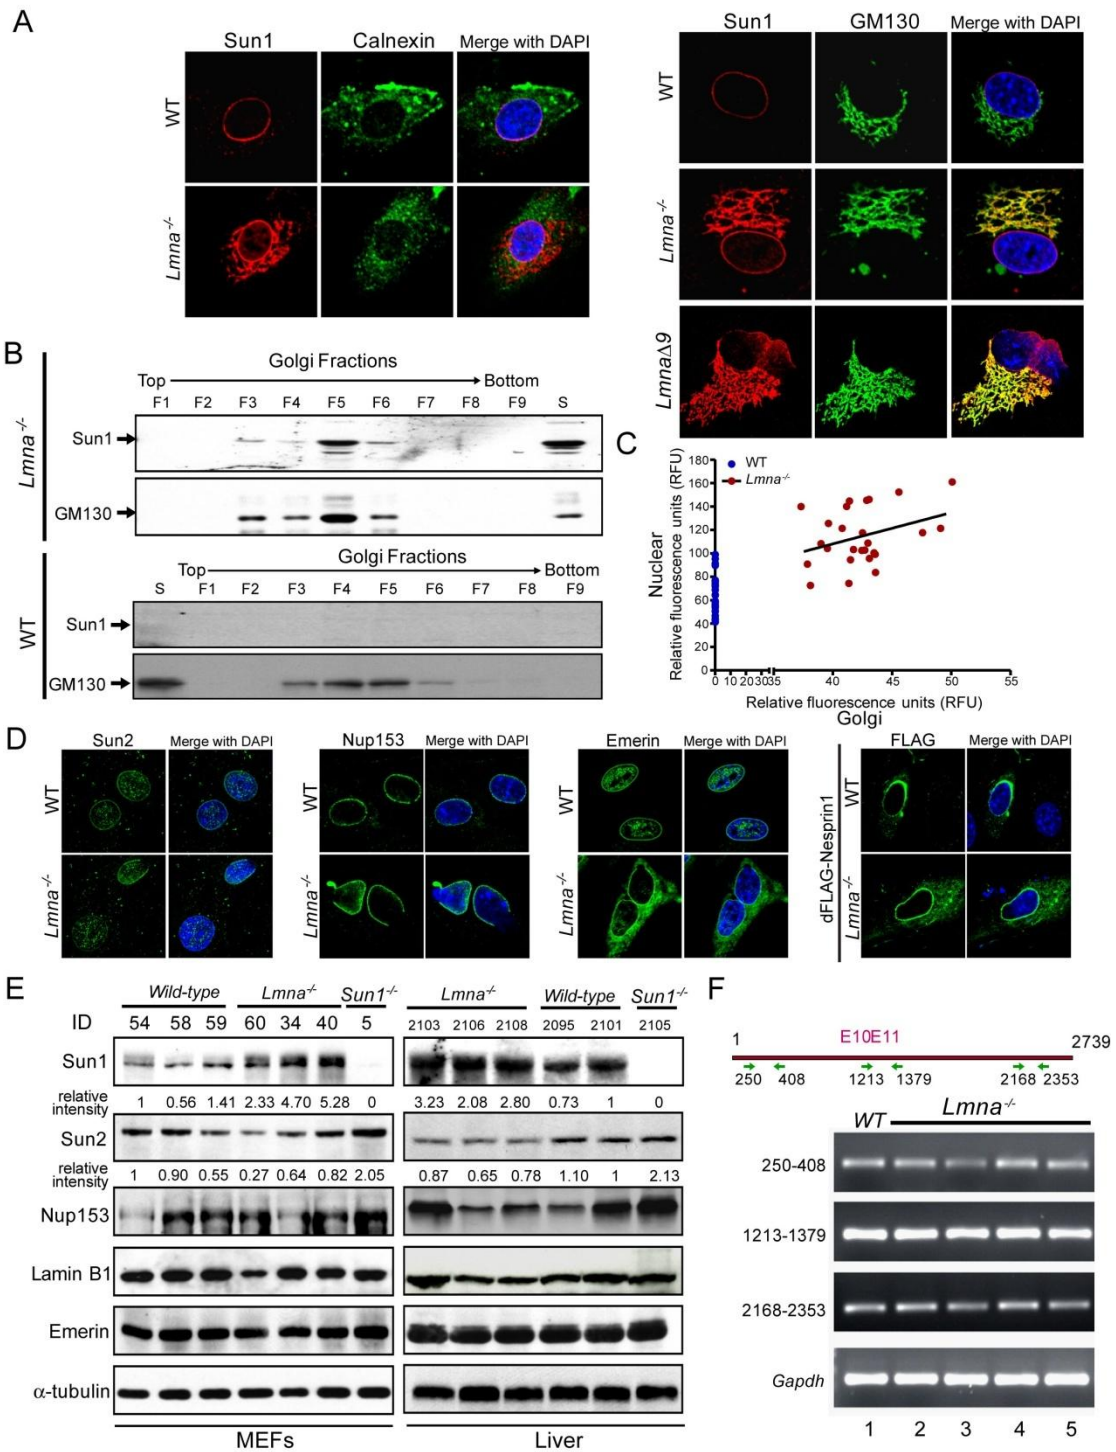 A
Sun1 Calnexin Merge with DAPI
WT
Lmna-/-
Sun1 GM130 Merge with DAPI
WT
Lmna-/-
LmnaΔ9
B
Lmna-/-
Golgi Fractions
Top Bottom
F1 F2 F3 F4 F5 F6 F7 F8 F9 S
Sun1
GM130
WT
Golgi Fractions
Top Bottom
S F1 F2 F3 F4 F5 F6 F7 F8 F9
Sun1
GM130
C
WT
Lmna-/-
Nuclear
Relative fluorescence units (RFU)
180
160
140
120
100
80
60
40
20
0
0 10 20 30 35 45 55
Relative fluorescence units (RFU)
Golgi
D
Sun2 Merge with DAPI
WT
Lmna-/-
Nup153 Merge with DAPI
WT
Lmna-/-
Emerin Merge with DAPI
WT
Lmna-/-
dFLAG-Nesprin1
FLAG Merge with DAPI
WT
Lmna-/-
E
Wild-type Lmna-/- Sun1-/- Lmna-/- Wild-type Sun1-/-
ID 54 58 59 60 34 40 5 2103 2106 2108 2095 2101 2105
Sun1
relative intensity 1 0.56 1.41 2.33 4.70 5.28 0 3.23 2.08 2.80 0.73 1 0
Sun2
relative intensity 1 0.90 0.55 0.27 0.64 0.82 2.05 0.87 0.65 0.78 1.10 1 2.13
Nup153
Lamin B1
Emerin
α-tubulin
MEFs Liver
F
1 E10E11 2739
250 408 1213 1379 2168 2353
WT Lmna-/-
250-408
1213-1379
2168-2353
Gapdh
1 2 3 4 5